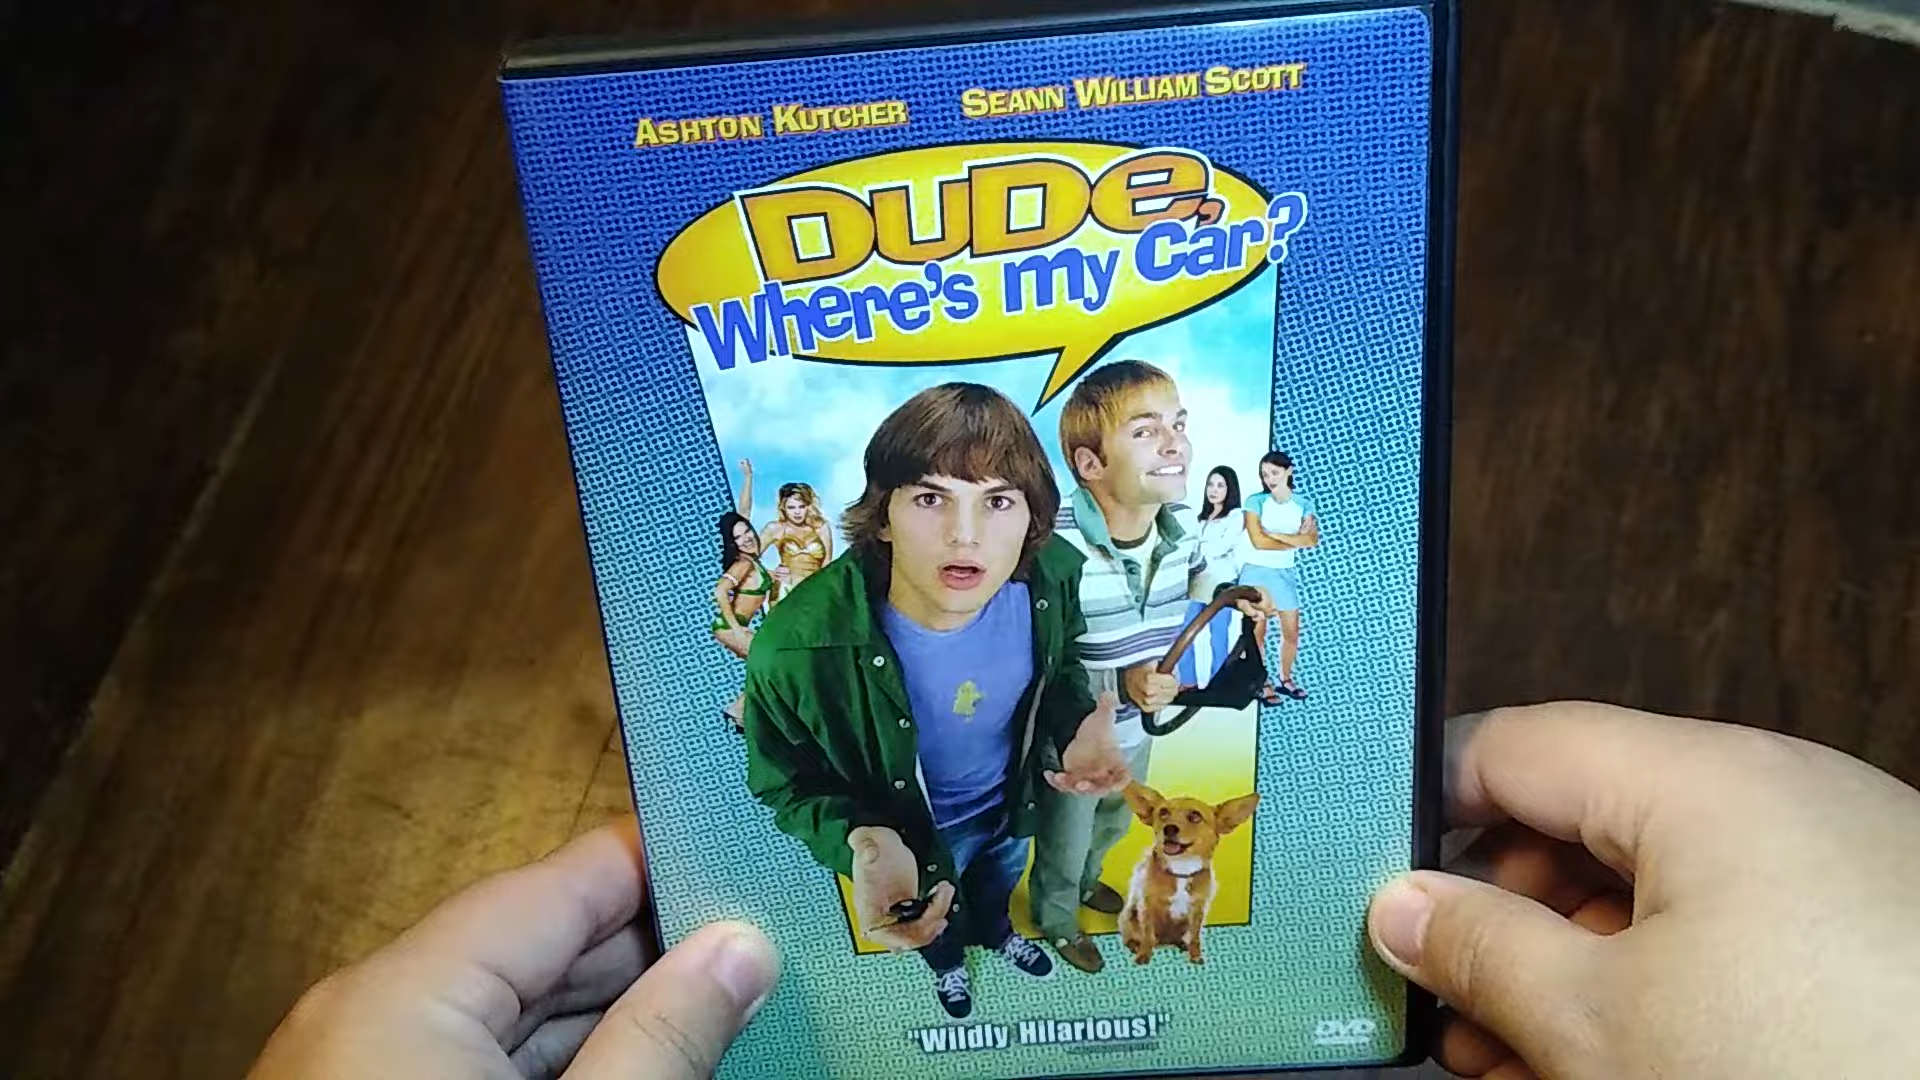 ASHTON KUTCHER SEANN WILLIAM SCOTT
DUDe,
Where's my Car?
"Wildly Hilarious!"
DVD